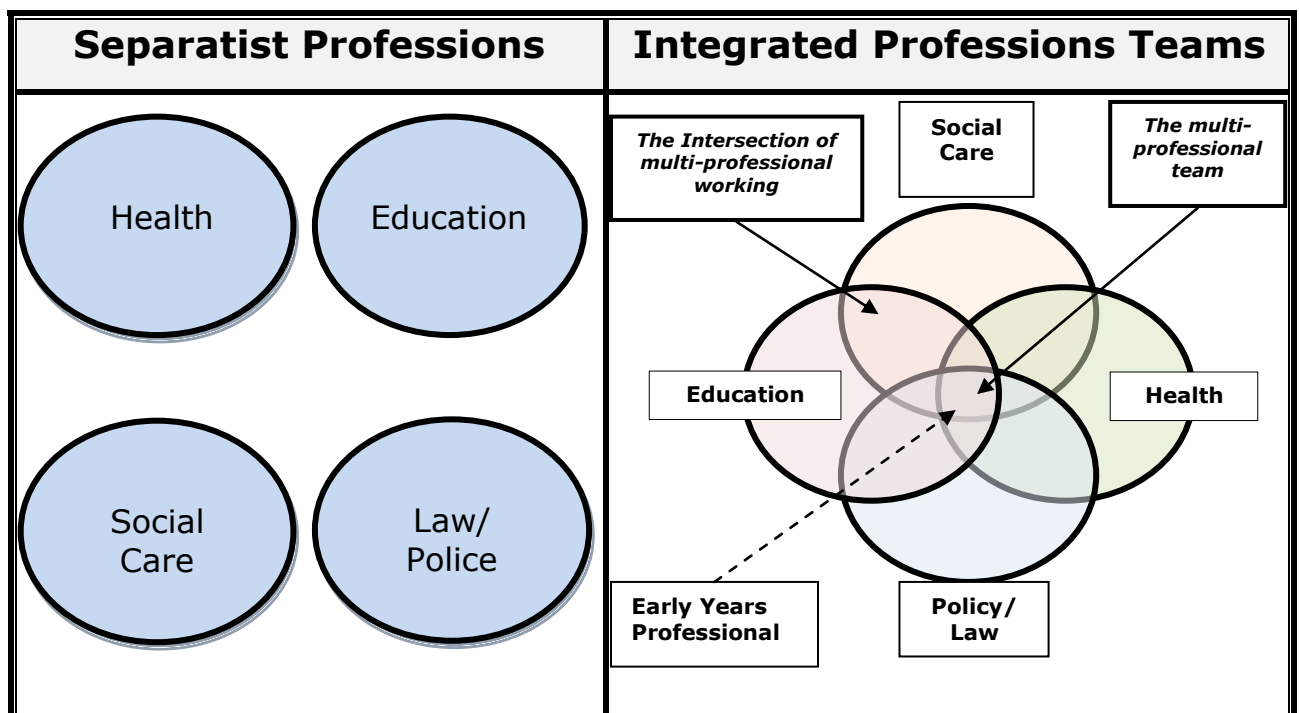 Separatist Professions
Health
Education
Social
Care
Law/
Police
Integrated Professions Teams
The Intersection of
multi-professional
working
Social
Care
The multi-
professional
team
Education
Health
Early Years
Professional
Policy/
Law